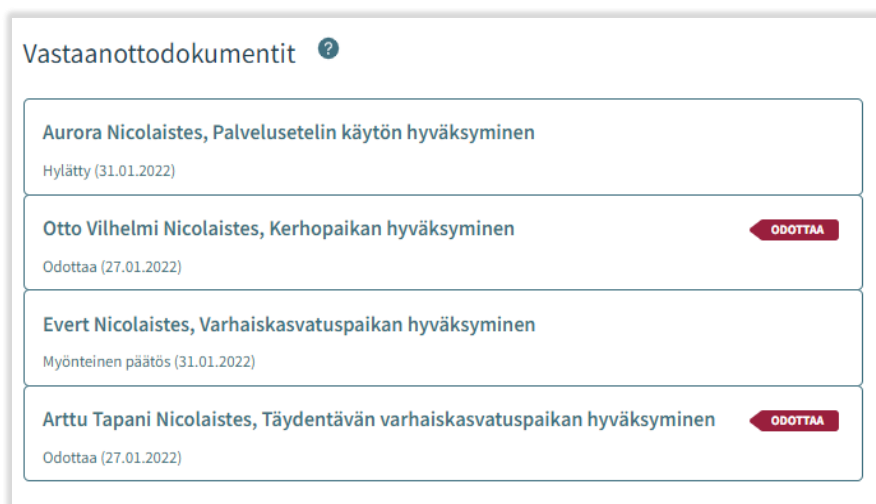 Vastaanottodokumentit ?
Aurora Nicolaistes, Palvelusetelin käytön hyväksyminen
Hylätty (31.01.2022)
Otto Vilhelmi Nicolaistes, Kerhopaikan hyväksyminen
ODOTTAA
Odottaa (27.01.2022)
Evert Nicolaistes, Varhaiskasvatuspaikan hyväksyminen
Myönteinen päätös (31.01.2022)
Arttu Tapani Nicolaistes, Täydentävän varhaiskasvatuspaikan hyväksyminen
ODOTTAA
Odottaa (27.01.2022)